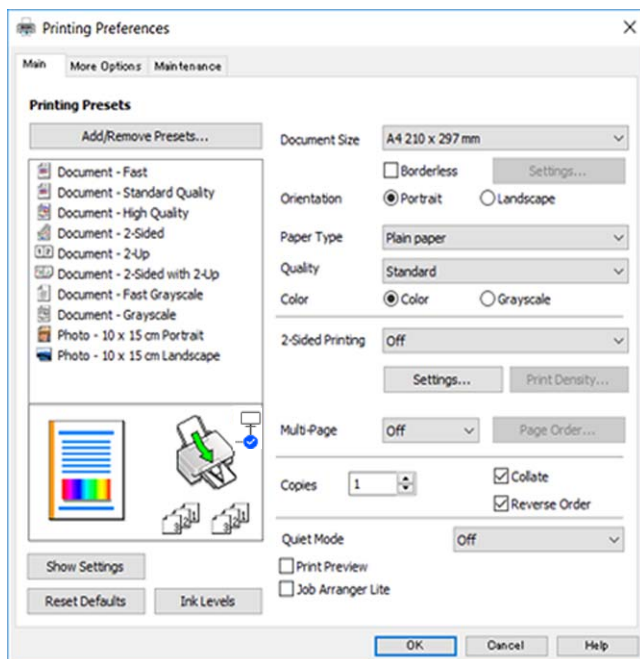 Printing Preferences
Main More Options Maintenance
Printing Presets
Add/Remove Presets...
Document - Fast
Document - Standard Quality
Document - High Quality
Document - 2-Sided
Document - 2-Up
Document - 2-Sided with 2-Up
Document - Fast Grayscale
Document - Grayscale
Photo - 10 x 15 cm Portrait
Photo - 10 x 15 cm Landscape
Show Settings
Reset Defaults Ink Levels
Document Size A4 210 x 297 mm
Borderless Settings...
Orientation Portrait Landscape
Paper Type Plain paper
Quality Standard
Color Color Grayscale
2-Sided Printing Off
Settings... Print Density...
Multi-Page Off Page Order...
Copies 1 Collate
Reverse Order
Quiet Mode Off
Print Preview
Job Arranger Lite
OK Cancel Help